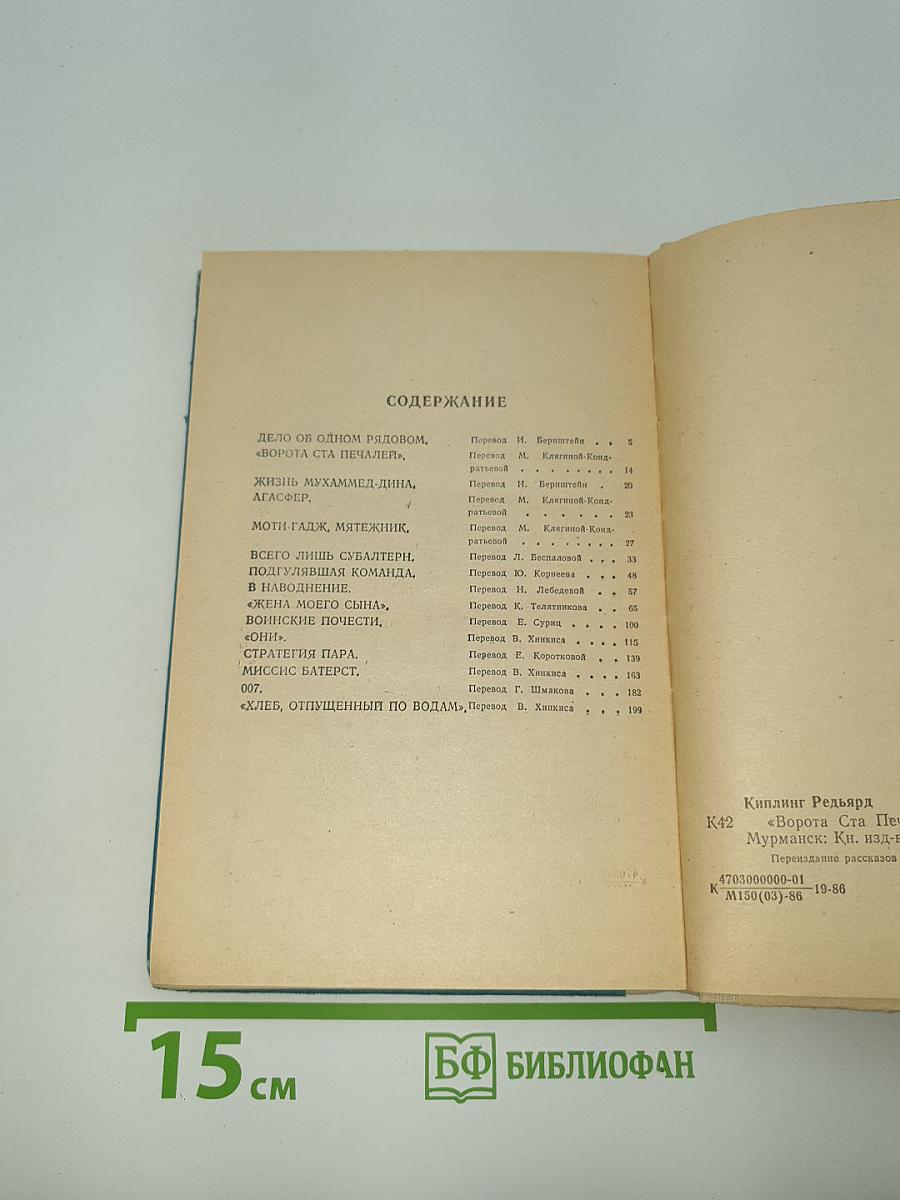 СОДЕРЖАНИЕ
ДЕЛО ОБ ОДНОМ РЯДОВОМ. Перевод И. Бернштейн . . 5
«ВОРОТА СТА ПЕЧАЛЕЙ». Перевод М. Клягиной-Конд-
ратьевой . . . . . . . . 14
ЖИЗНЬ МУХАММЕД-ДИНА. Перевод И. Бернштейн . 20
АГАСФЕР. Перевод М. Клягиной-Конд-
ратьевой . . . . . . 23
МОТИ-ГАДЖ, МЯТЕЖНИК. Перевод М. Клягиной-Конд-
ратьевой . . . . . . . . 27
ВСЕГО ЛИШЬ СУБАЛТЕРН. Перевод Л. Беспаловой . . . 33
ПОДГУЛЯВШАЯ КОМАНДА. Перевод Ю. Корнеева . . . 48
В НАВОДНЕНИЕ. Перевод Н. Лебедевой . . 57
«ЖЕНА МОЕГО СЫНА». Перевод К. Телятникова . . 65
ВОИНСКИЕ ПОЧЕСТИ. Перевод Е. Суриц . . . . 100
«ОНИ». Перевод В. Хинкиса . . . . 115
СТРАТЕГИЯ ПАРА. Перевод Е. Коротковой . . 139
МИССИС БАТЕРСТ. Перевод В. Хинкиса . . . . 163
007. Перевод Г. Шмакова . . . 182
«ХЛЕБ, ОТПУЩЕННЫЙ ПО ВОДАМ». Перевод В. Хинкиса . . . 199
Киплинг Редьярд
К42 «Ворота Ста Печ
Мурманск: Кн. изд-в
Переиздание рассказов
К 4703000000-01 19-86
М150(03)-86
15 см БФ БИБЛИОФАН